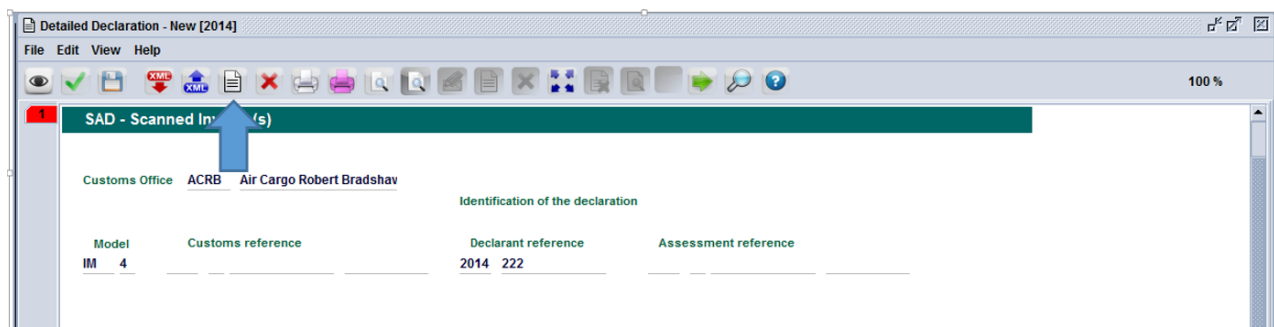 Detailed Declaration - New [2014]
File Edit View Help
XML XML 100 %
1
SAD - Scanned In (s)
Customs Office ACRB Air Cargo Robert Bradshav
Identification of the declaration
Model Customs reference Declarant reference Assessment reference
IM 4 2014 222